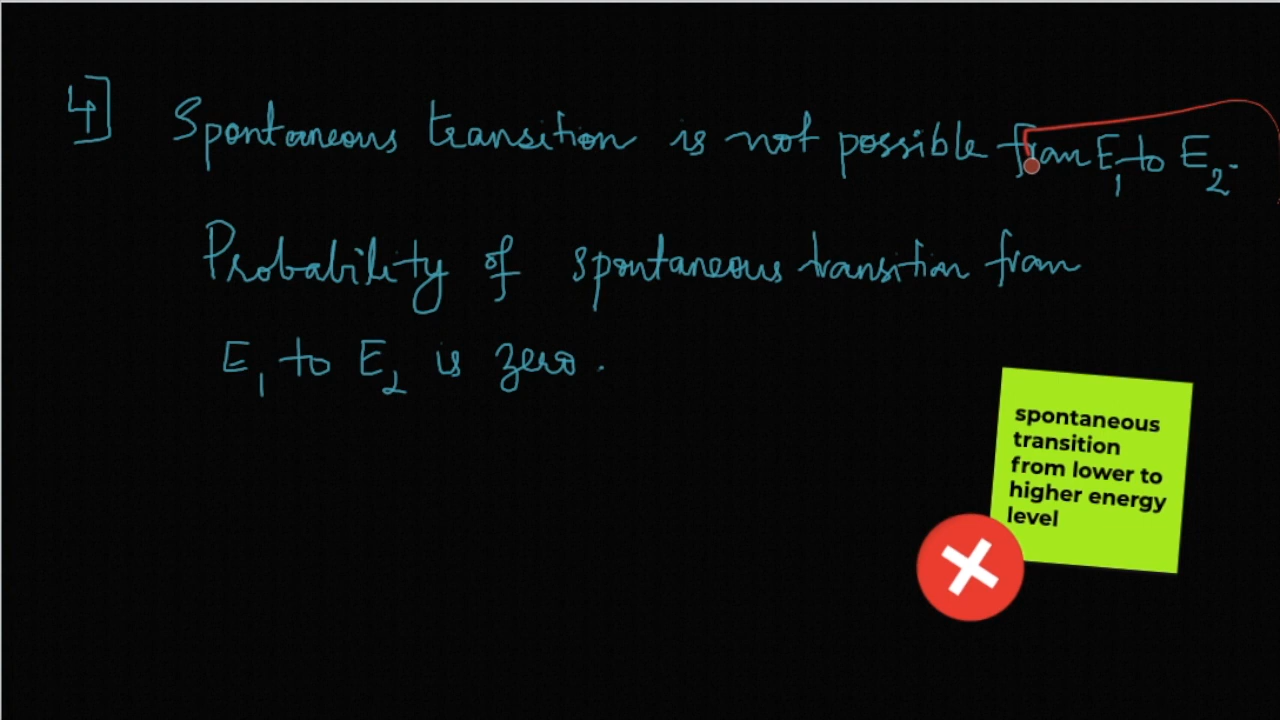 4] Spontaneous transition is not possible from E₁ to E₂.
Probability of spontaneous transition from
E₁ to E₂ is zero.
spontaneous
transition
from lower to
higher energy
level